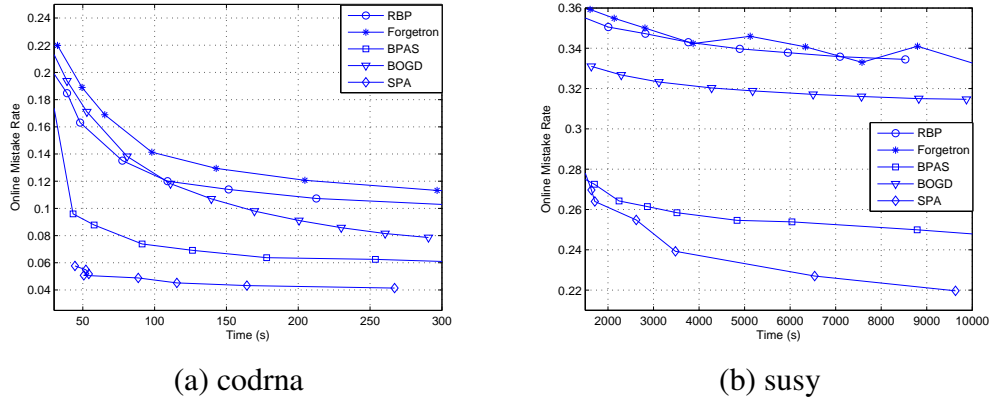 0.24
0.22
0.2
0.18
0.16
0.14
0.12
0.1
0.08
0.06
0.04
Online Mistake Rate
50 100 150 200 250 300
Time (s)
RBP
Forgetron
BPAS
BOGD
SPA
(a) codrna
0.36
0.34
0.32
0.3
0.28
0.26
0.24
0.22
Online Mistake Rate
2000 3000 4000 5000 6000 7000 8000 9000 10000
Time (s)
RBP
Forgetron
BPAS
BOGD
SPA
(b) susy